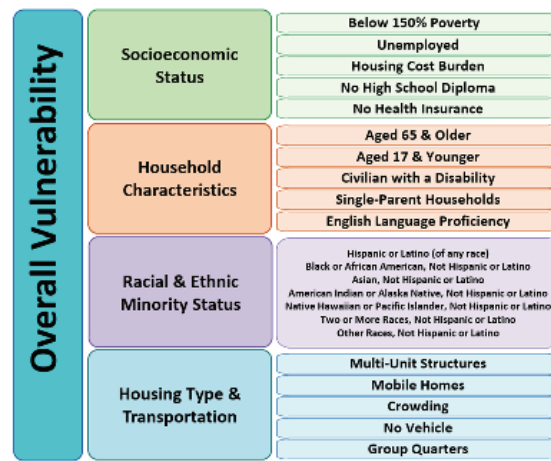 Overall Vulnerability
Socioeconomic
Status
Below 150% Poverty
Unemployed
Housing Cost Burden
No High School Diploma
No Health Insurance
Household
Characteristics
Aged 65 & Older
Aged 17 & Younger
Civilian with a Disability
Single-Parent Households
English Language Proficiency
Racial & Ethnic
Minority Status
Hispanic or Latino (of any race)
Black or African American, Not Hispanic or Latino
Asian, Not Hispanic or Latino
American Indian or Alaska Native, Not Hispanic or Latino
Native Hawaiian or Pacific Islander, Not Hispanic or Latino
Two or More Races, Not Hispanic or Latino
Other Races, Not Hispanic or Latino
Housing Type &
Transportation
Multi-Unit Structures
Mobile Homes
Crowding
No Vehicle
Group Quarters